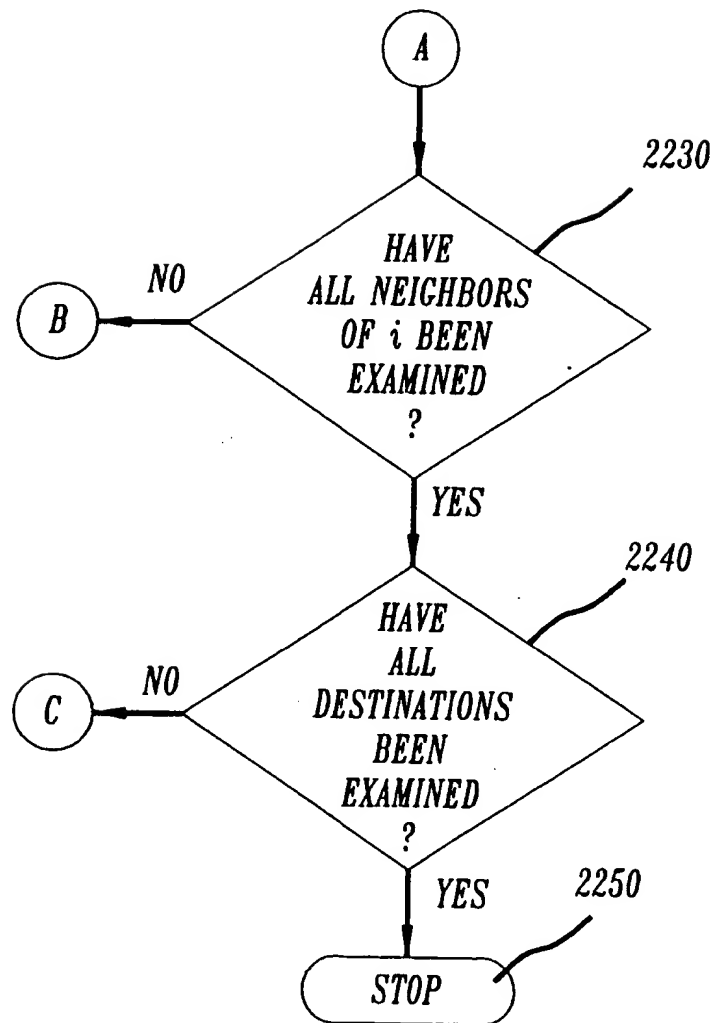 A
2230
HAVE
ALL NEIGHBORS
OF i BEEN
EXAMINED
?
NO
B
YES
2240
HAVE
ALL
DESTINATIONS
BEEN
EXAMINED
?
NO
C
YES
2250
STOP